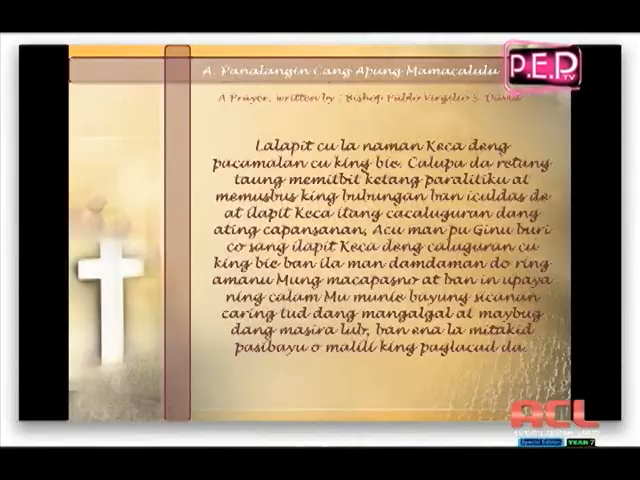 A. Panalangin Cang Apung Mamacalulu
P.E.P
TV
A Prayer, written by : Bishop Pablo Virgilio S. David
Lalapit cu la naman Keca deng
pacamalan cu king bie. Calupa da retung
taung memitbit ketang paralitiku at
memusbus king bubungan ban iculdas de
at ilapit Keca itang cacaluguran dang
ating capansanan, Acu man pu Ginu buri
co sang ilapit Keca deng caluguran cu
king bie ban ila man damdaman do ring
amanu Mung macapasno at ban in upaya
ning calam Mu munie bayung sicanan
caring tud dang mangalgal at maybug
dang masira lub, ban ena la mitakid
pasibayu o malili king paglacad da.
ACL
Special Edition YEAR 7